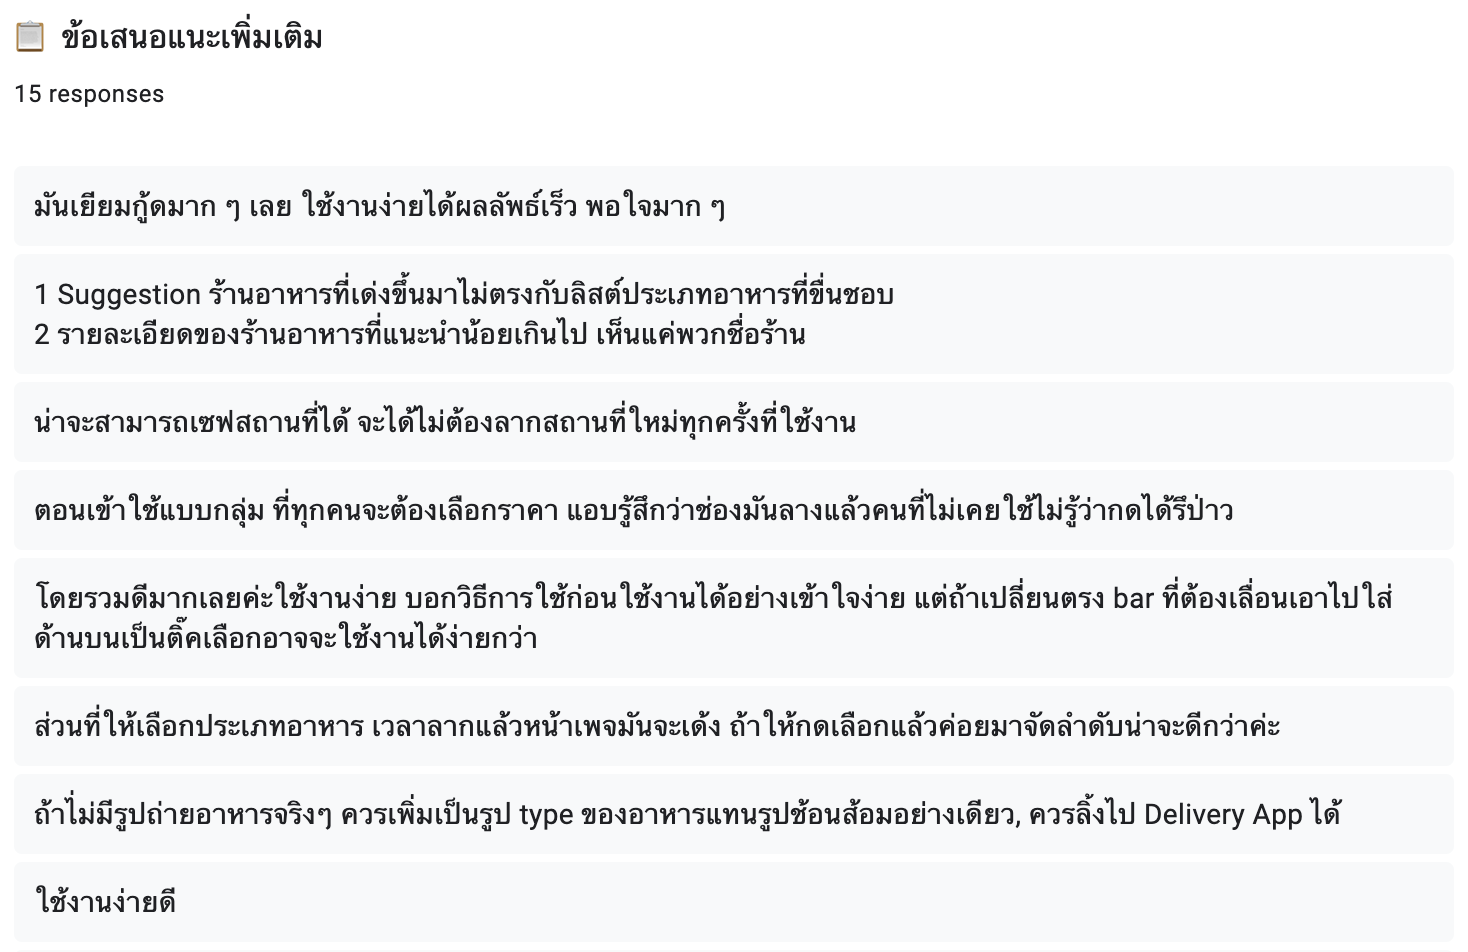 📋 ข้อเสนอแนะเพิ่มเติม
15 responses
มันเยียมกู้ดมาก ๆ เลย ใช้งานง่ายได้ผลลัพธ์เร็ว พอใจมาก ๆ
1 Suggestion ร้านอาหารที่เด่งขึ้นมาไม่ตรงกับลิสต์ประเภทอาหารที่ขื่นชอบ
2 รายละเอียดของร้านอาหารที่แนะนำน้อยเกินไป เห็นแค่พวกชื่อร้าน
น่าจะสามารถเซฟสถานที่ได้ จะได้ไม่ต้องลากสถานที่ใหม่ทุกครั้งที่ใช้งาน
ตอนเข้าใช้แบบกลุ่ม ที่ทุกคนจะต้องเลือกราคา แอบรู้สึกว่าช่องมันลางแล้วคนที่ไม่เคยใช้ไม่รู้ว่ากดได้รึป่าว
โดยรวมดีมากเลยค่ะใช้งานง่าย บอกวิธีการใช้ก่อนใช้งานได้อย่างเข้าใจง่าย แต่ถ้าเปลี่ยนตรง bar ที่ต้องเลื่อนเอาไปใส่
ด้านบนเป็นติ๊คเลือกอาจจะใช้งานได้ง่ายกว่า
ส่วนที่ให้เลือกประเภทอาหาร เวลาลากแล้วหน้าเพจมันจะเด้ง ถ้าให้กดเลือกแล้วค่อยมาจัดลำดับน่าจะดีกว่าค่ะ
ถ้าไ่ม่มีรูปถ่ายอาหารจริงๆ ควรเพิ่มเป็นรูป type ของอาหารแทนรูปช้อนส้อมอย่างเดียว, ควรลิ้งไป Delivery App ได้
ใช้งานง่ายดี